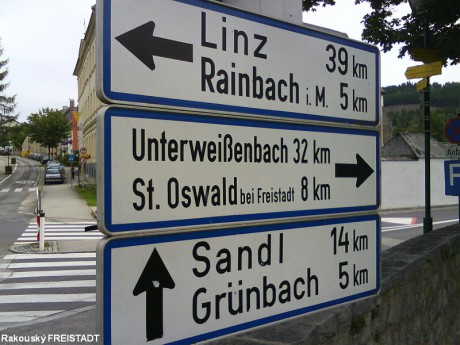 Linz 39 km
Rainbach i. M. 5 km
Unterweißenbach 32 km
St. Oswald bei Freistadt 8 km
Sandl 14 km
Grünbach 5 km
P
Rakouský FREISTADT